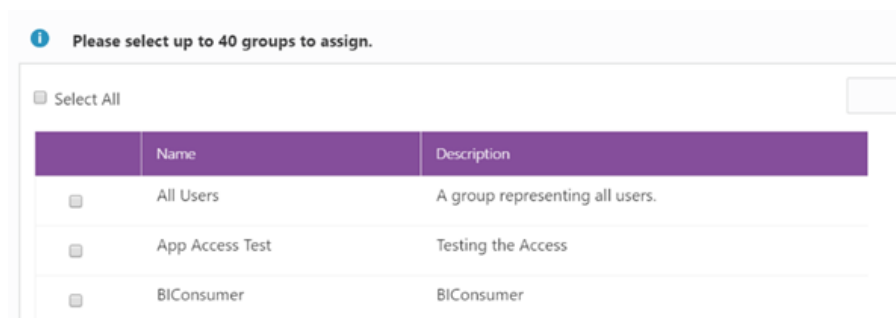 Please select up to 40 groups to assign.
Select All
Name Description
All Users A group representing all users.
App Access Test Testing the Access
BIConsumer BIConsumer